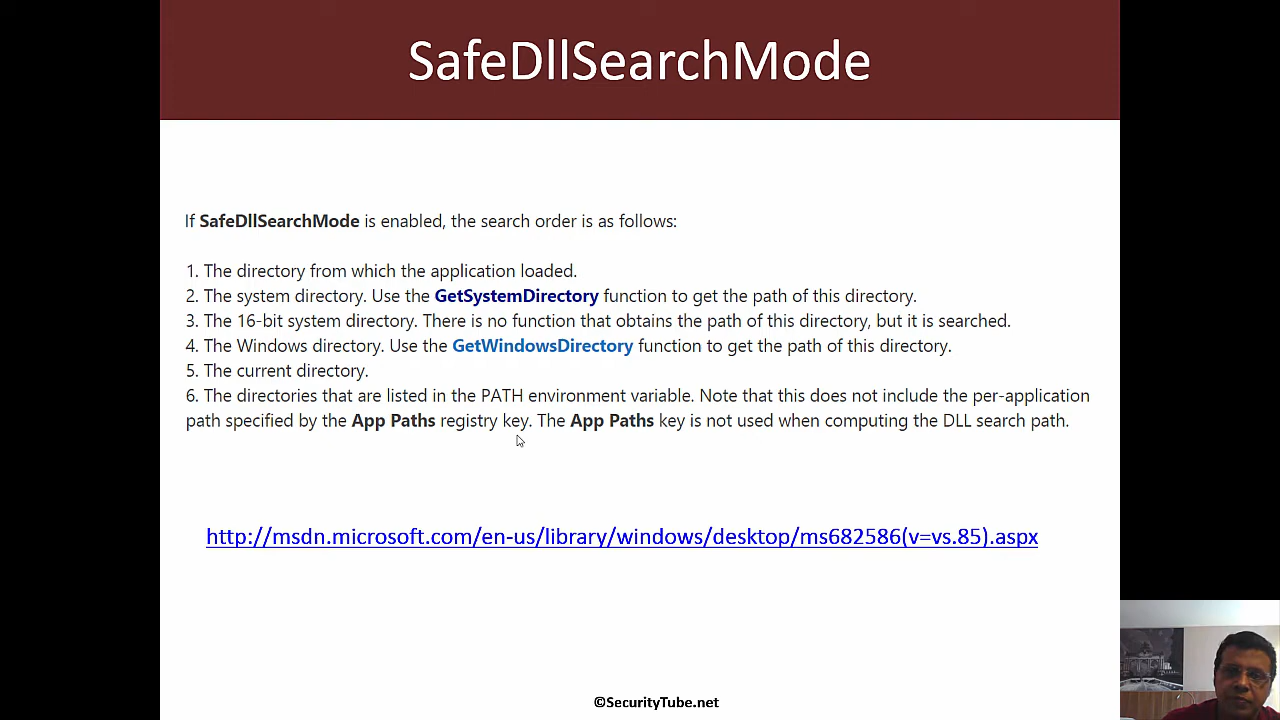 SafeDllSearchMode
If SafeDllSearchMode is enabled, the search order is as follows:
1. The directory from which the application loaded.
2. The system directory. Use the GetSystemDirectory function to get the path of this directory.
3. The 16-bit system directory. There is no function that obtains the path of this directory, but it is searched.
4. The Windows directory. Use the GetWindowsDirectory function to get the path of this directory.
5. The current directory.
6. The directories that are listed in the PATH environment variable. Note that this does not include the per-application
path specified by the App Paths registry key. The App Paths key is not used when computing the DLL search path.
http://msdn.microsoft.com/en-us/library/windows/desktop/ms682586(v=vs.85).aspx
©SecurityTube.net